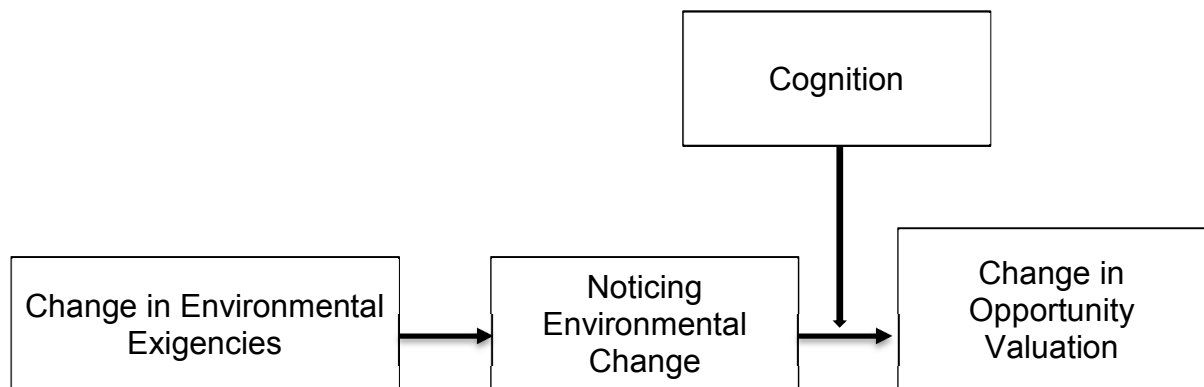 Cognition
Change in Environmental
Exigencies
Noticing
Environmental
Change
Change in
Opportunity
Valuation